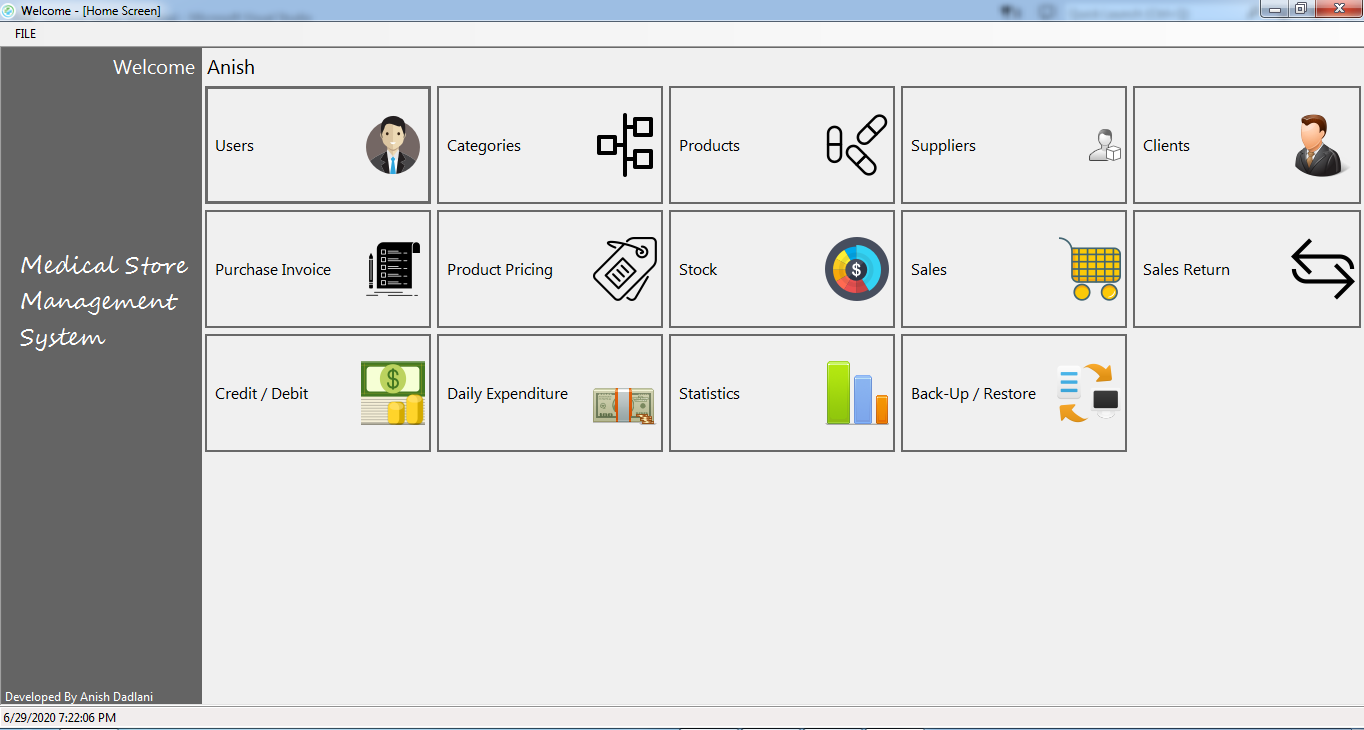 Welcome - [Home Screen]
FILE
Welcome Anish
Users
Categories
Products
Suppliers
Clients
Purchase Invoice
Product Pricing
Stock
Sales
Sales Return
Credit / Debit
Daily Expenditure
Statistics
Back-Up / Restore
Medical Store
Management
System
Developed By Anish Dadlani
6/29/2020 7:22:06 PM